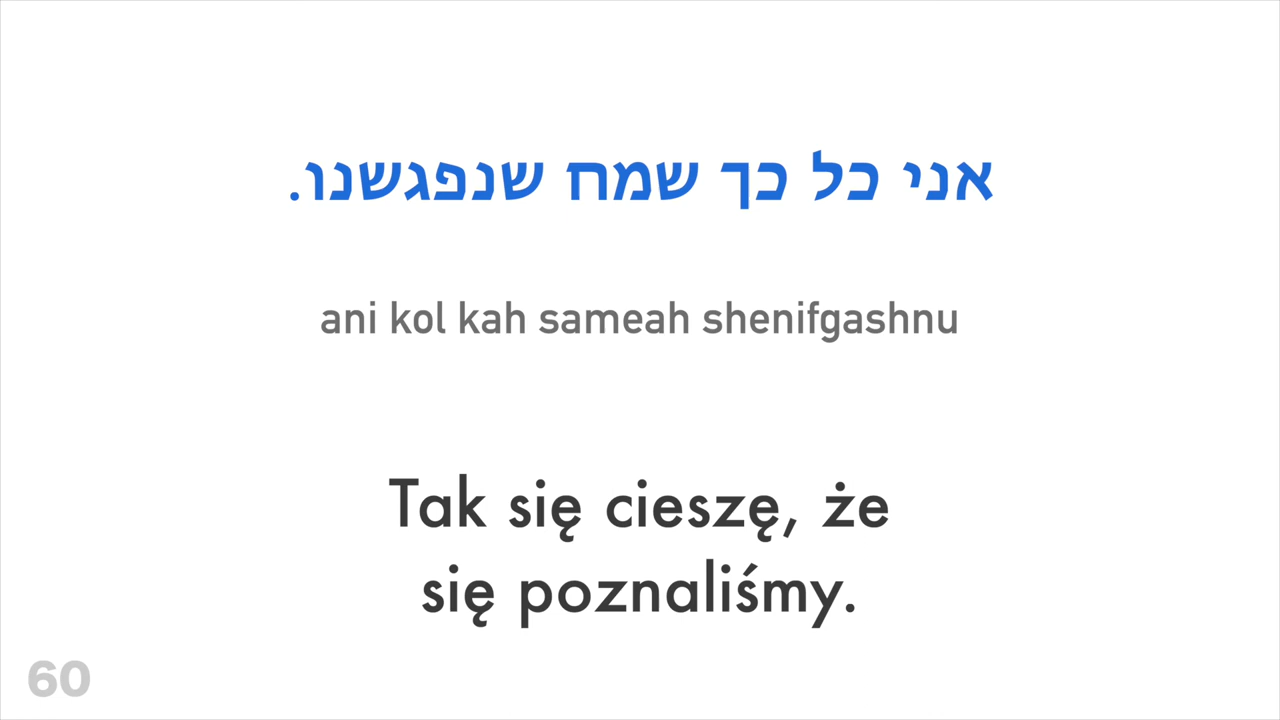 אני כל כך שמח שנפגשנו.
ani kol kah sameah shenifgashnu
Tak się cieszę, że
się poznaliśmy.
60